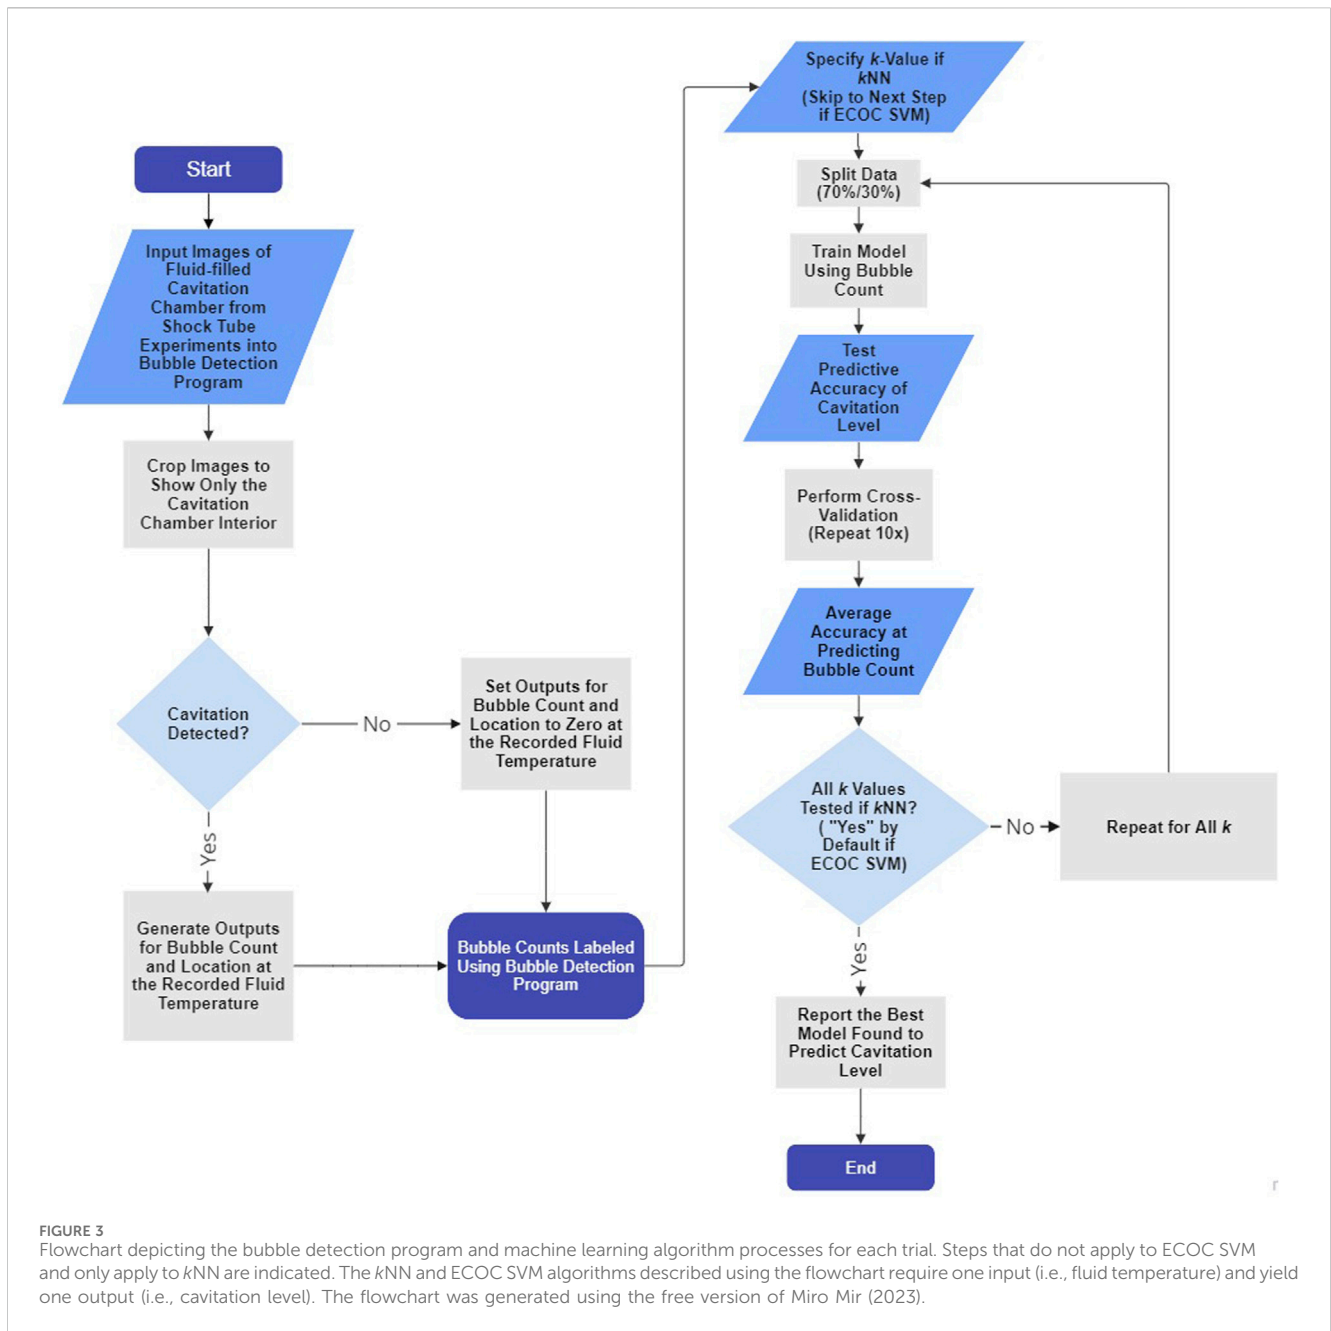 Start
Input Images of
Fluid-filled
Cavitation
Chamber from
Shock Tube
Experiments into
Bubble Detection
Program
Crop Images to
Show Only the
Cavitation
Chamber Interior
Cavitation
Detected?
No
Set Outputs for
Bubble Count and
Location to Zero at
the Recorded Fluid
Temperature
Yes
Generate Outputs
for Bubble Count
and Location at
the Recorded Fluid
Temperature
Bubble Counts Labeled
Using Bubble Detection
Program
Specify k-Value if
kNN
(Skip to Next Step
if ECOC SVM)
Split Data
(70%/30%)
Train Model
Using Bubble
Count
Test
Predictive
Accuracy of
Cavitation
Level
Perform Cross-
Validation
(Repeat 10x)
Average
Accuracy at
Predicting
Bubble Count
All k Values
Tested if kNN?
( "Yes" by
Default if
ECOC SVM)
No
Repeat for All k
Yes
Report the Best
Model Found to
Predict Cavitation
Level
End
r
FIGURE 3
Flowchart depicting the bubble detection program and machine learning algorithm processes for each trial. Steps that do not apply to ECOC SVM
and only apply to kNN are indicated. The kNN and ECOC SVM algorithms described using the flowchart require one input (i.e., fluid temperature) and yield
one output (i.e., cavitation level). The flowchart was generated using the free version of Miro Mir (2023).